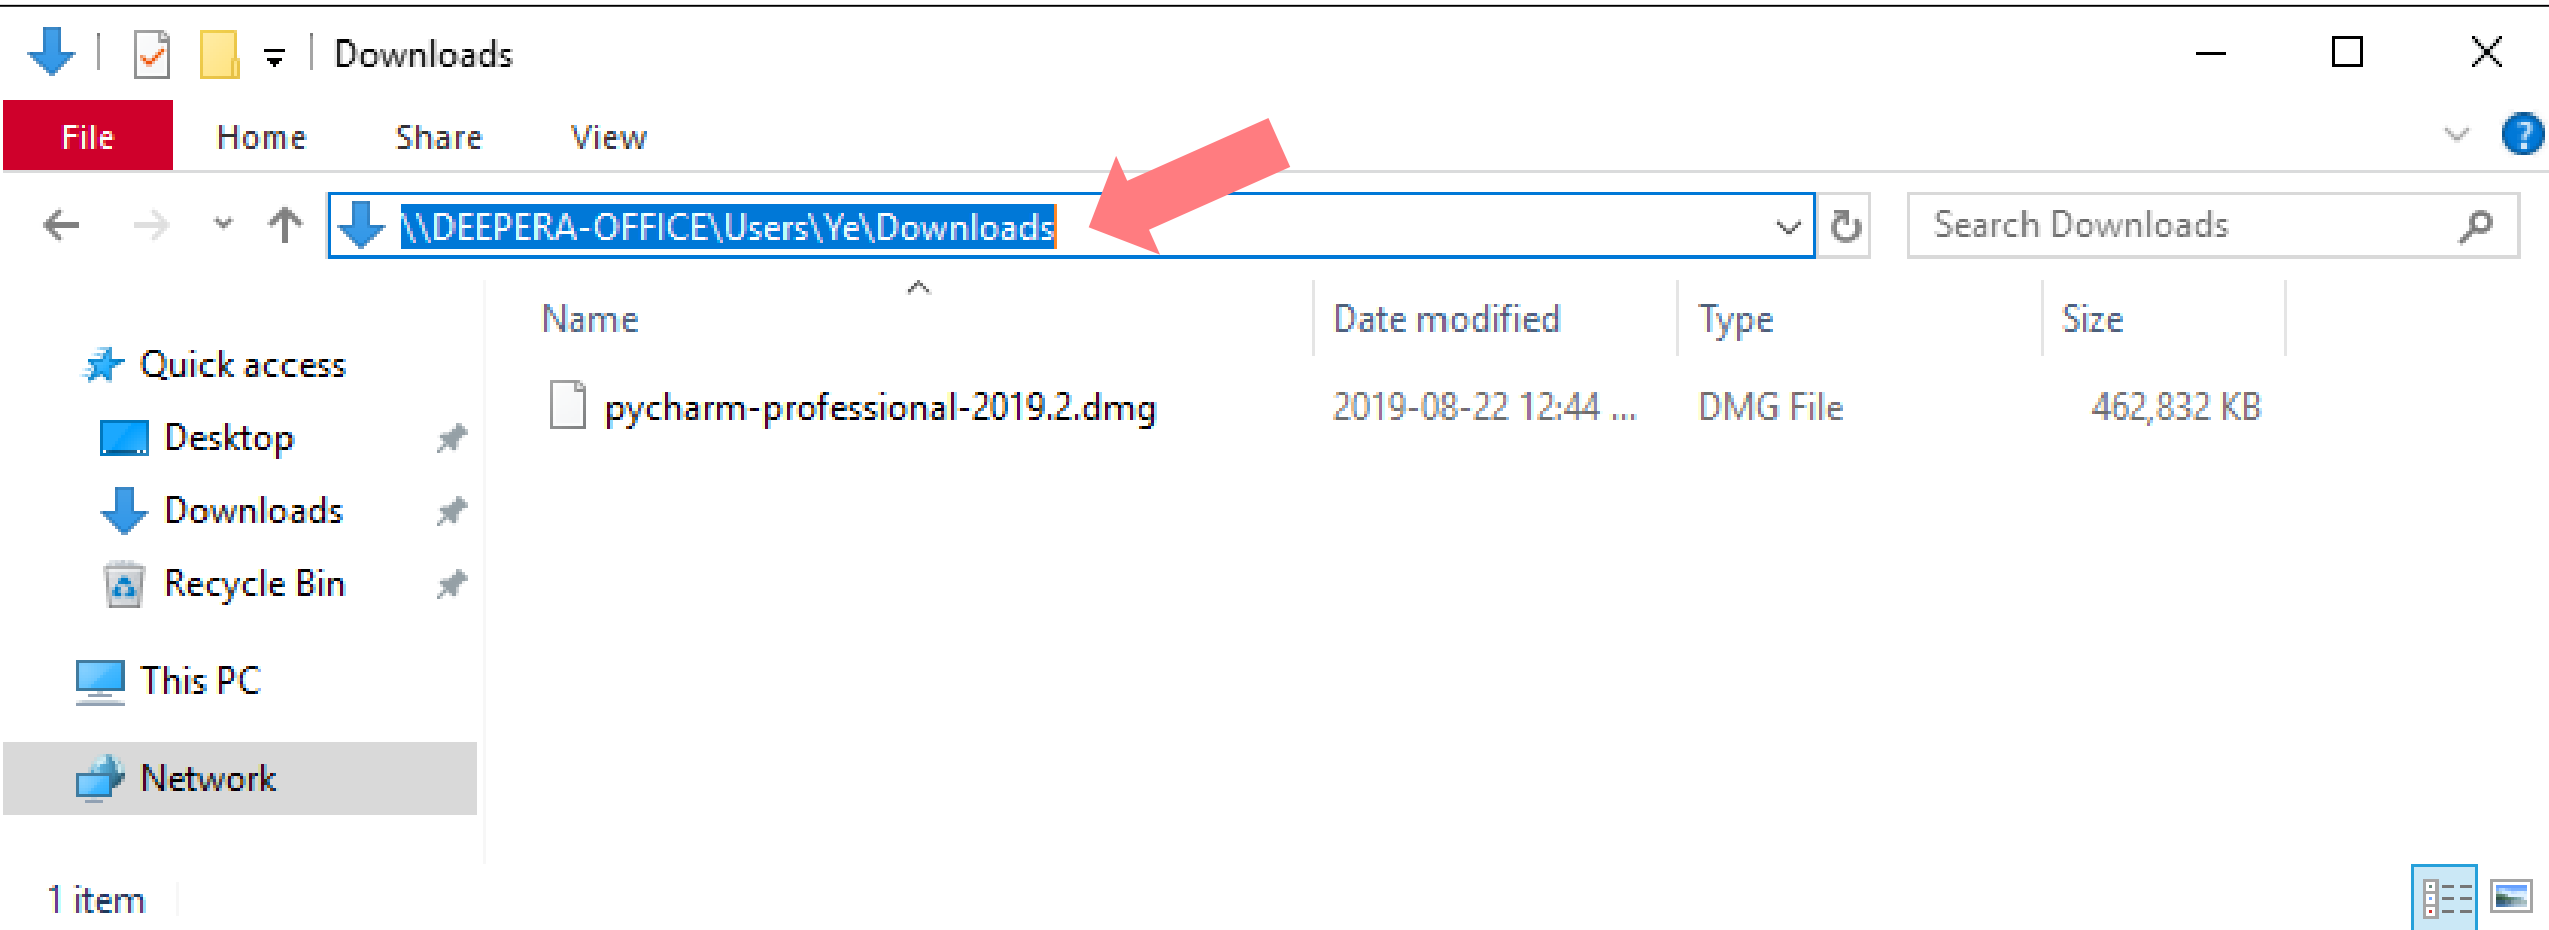 Downloads
File Home Share View
\\DEEPERA-OFFICE\Users\Ye\Downloads
Search Downloads
Name Date modified Type Size
pycharm-professional-2019.2.dmg 2019-08-22 12:44 ... DMG File 462,832 KB
Quick access
Desktop
Downloads
Recycle Bin
This PC
Network
1 item